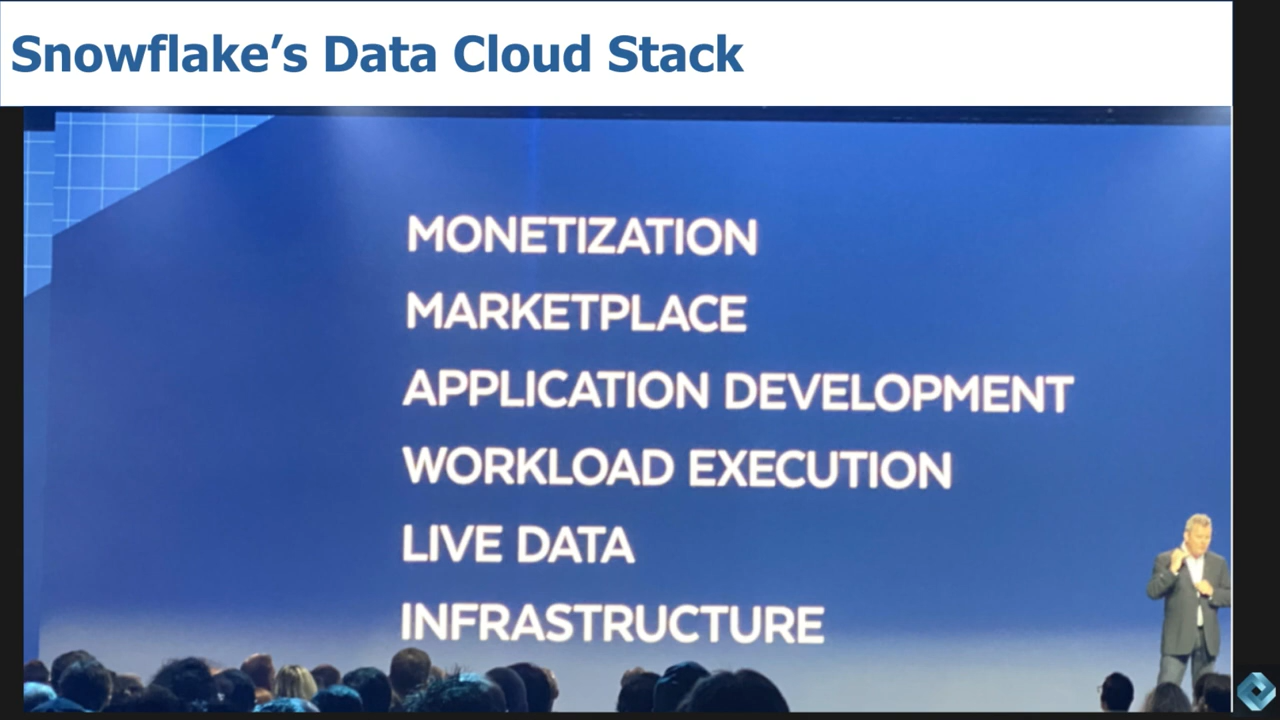 Snowflake’s Data Cloud Stack
MONETIZATION
MARKETPLACE
APPLICATION DEVELOPMENT
WORKLOAD EXECUTION
LIVE DATA
INFRASTRUCTURE